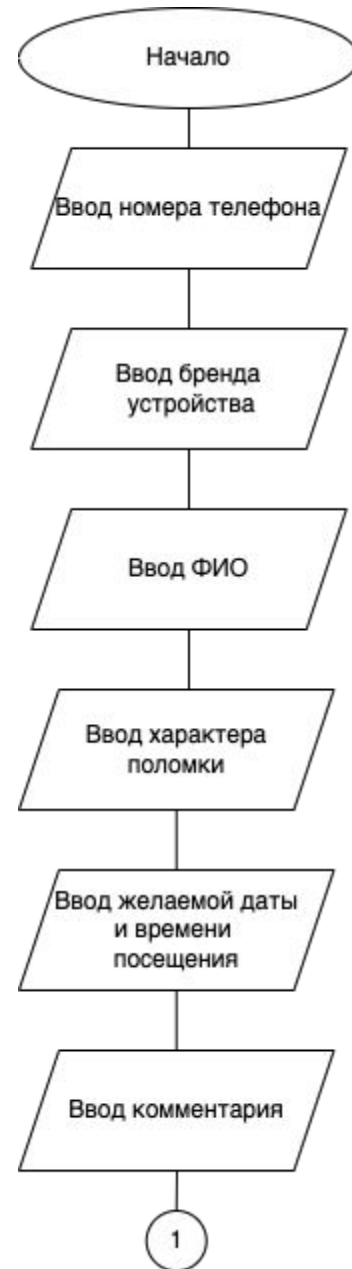 Начало
Ввод номера телефона
Ввод бренда
устройства
Ввод ФИО
Ввод характера
поломки
Ввод желаемой даты
и времени
посещения
Ввод комментария
1